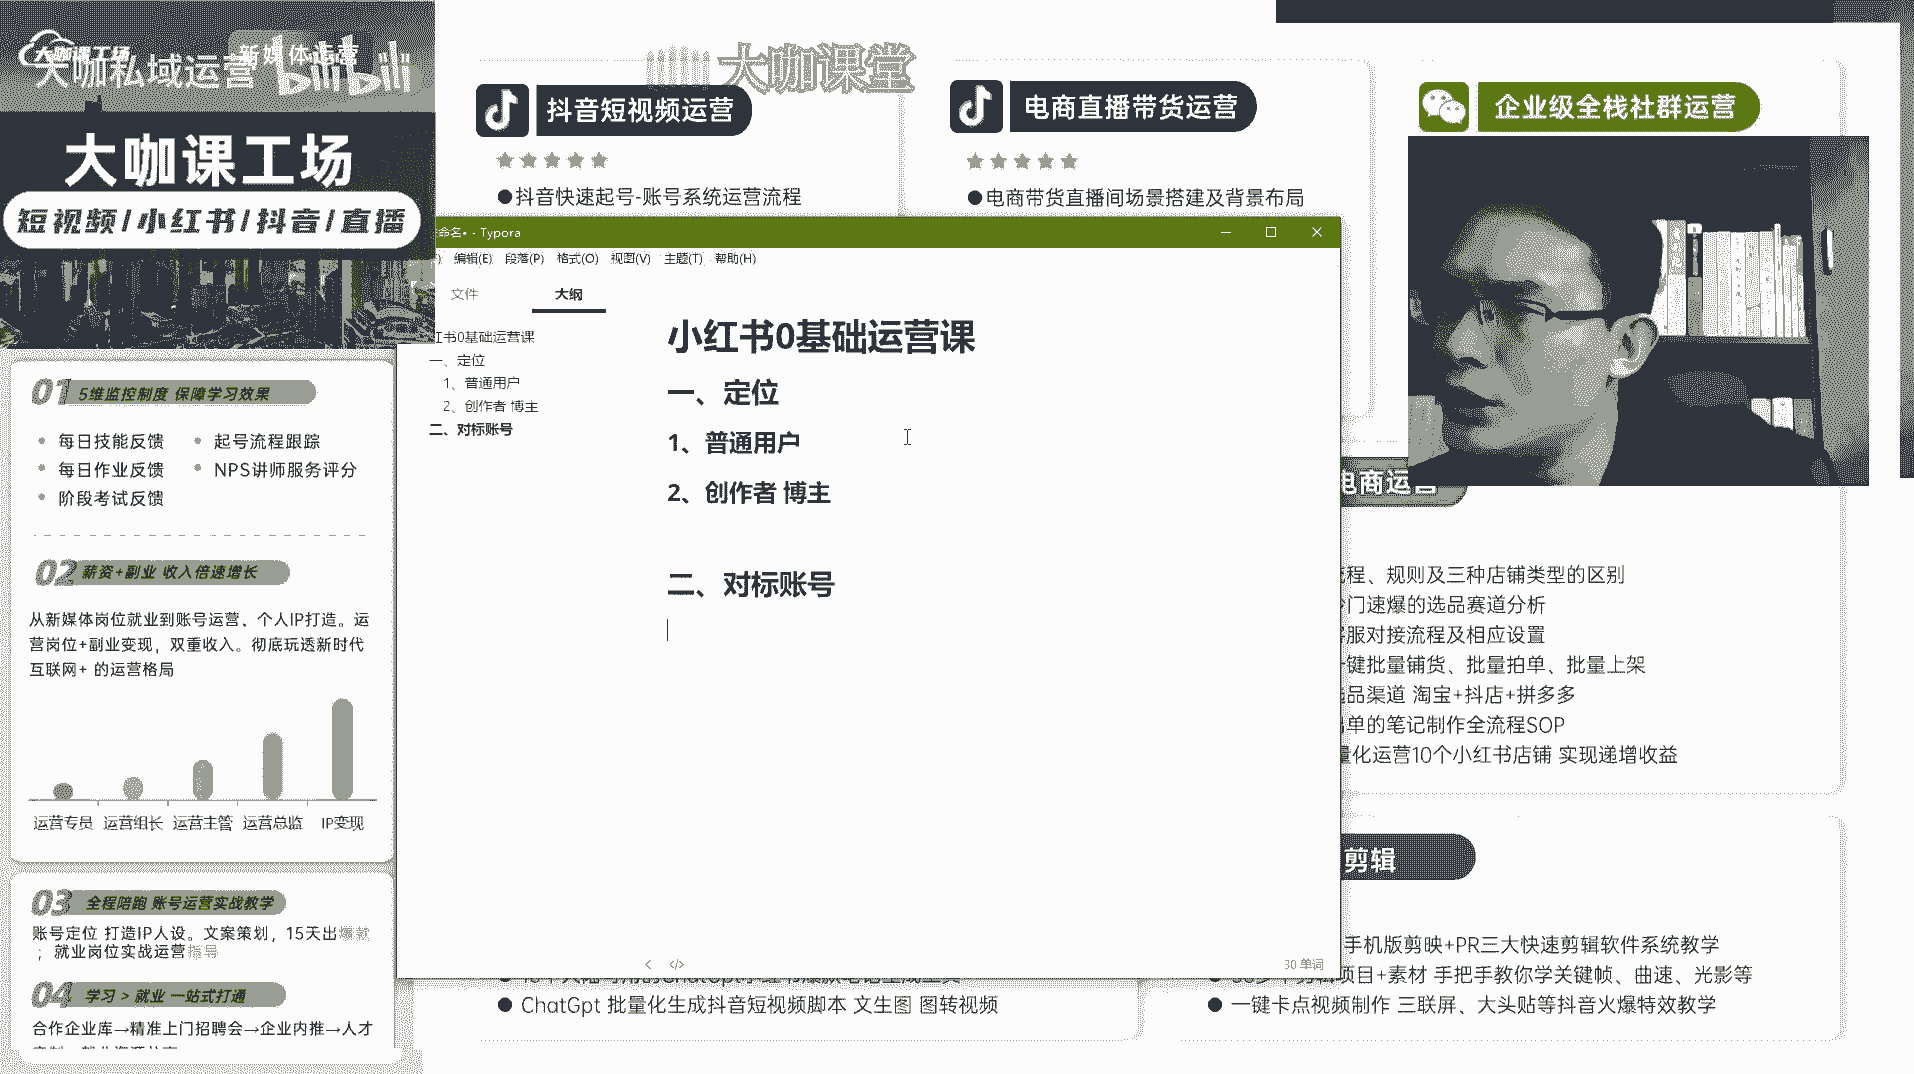 大咖课工场
新媒体运营
大咖私域运营
bilibili
大咖课工场
短视频/小红书/抖音/直播
01 5维监控制度 保障学习效果
● 每日技能反馈
● 起号流程跟踪
● 每日作业反馈
● NPS讲师服务评分
● 阶段考试反馈
02 薪资+副业 收入倍速增长
从新媒体岗位就业到账号运营、个人IP打造。运
营岗位+副业变现，双重收入。彻底玩透新时代
互联网+ 的运营格局
运营专员 运营组长 运营主管 运营总监 IP变现
03 全程陪跑 账号运营实战教学
账号定位 打造IP人设。文案策划，15天出爆款
；就业岗位实战运营指导
04 学习 > 就业 一站式打通
合作企业库→精准上门招聘会→企业内推→人才
大咖课堂
抖音短视频运营
●抖音快速起号-账号系统运营流程
电商直播带货运营
●电商带货直播间场景搭建及背景布局
企业级全栈社群运营
命名• - Typora
编辑(E) 段落(P) 格式(O) 视图(V) 主题(T) 帮助(H)
文件
大纲
书0基础运营课
一、定位
1、普通用户
2、创作者 博主
二、对标账号
小红书0基础运营课
一、定位
1、普通用户
2、创作者 博主
二、对标账号
< </>
30 单词
电商运营
程、规则及三种店铺类型的区别
门速爆的选品赛道分析
服对接流程及相应设置
键批量铺货、批量拍单、批量上架
品渠道 淘宝+抖店+拼多多
单的笔记制作全流程SOP
量化运营10个小红书店铺 实现递增收益
● ChatGpt 批量化生成抖音短视频脚本 文生图 图转视频
剪辑
手机版剪映+PR三大快速剪辑软件系统教学
项目+素材 手把手教你学关键帧、曲速、光影等
● 一键卡点视频制作 三联屏、大头贴等抖音火爆特效教学